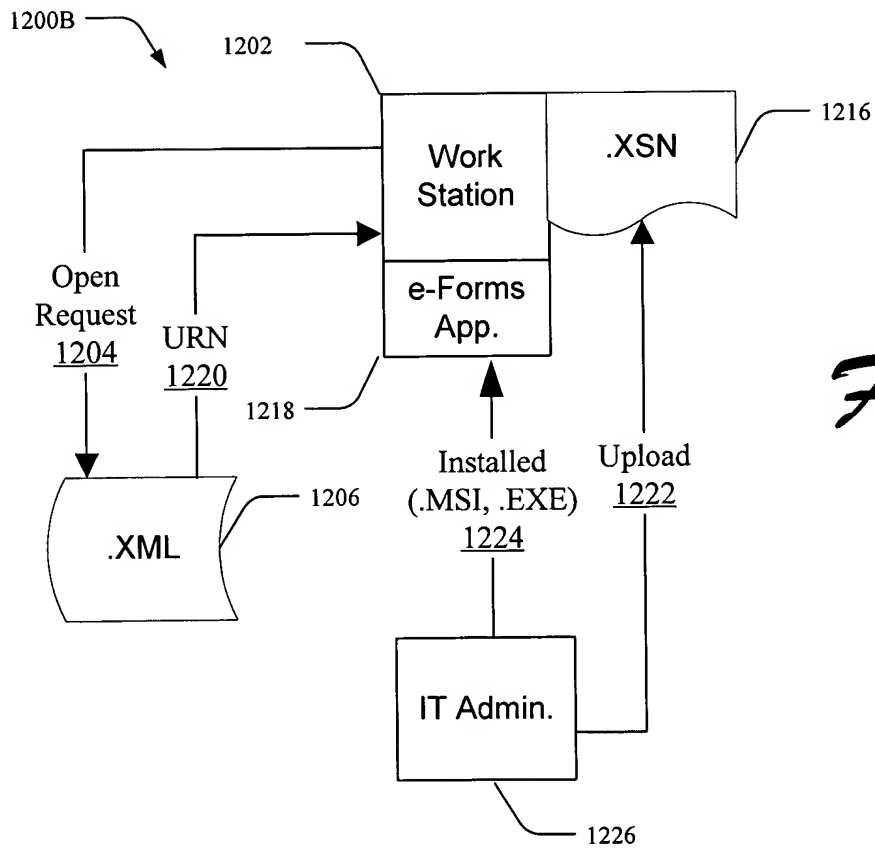 1200B
1202
1216
Work
Station
.XSN
e-Forms
App.
Open
Request
1204
URN
1220
1218
Installed
(.MSI, .EXE)
1224
Upload
1222
1206
.XML
IT Admin.
1226